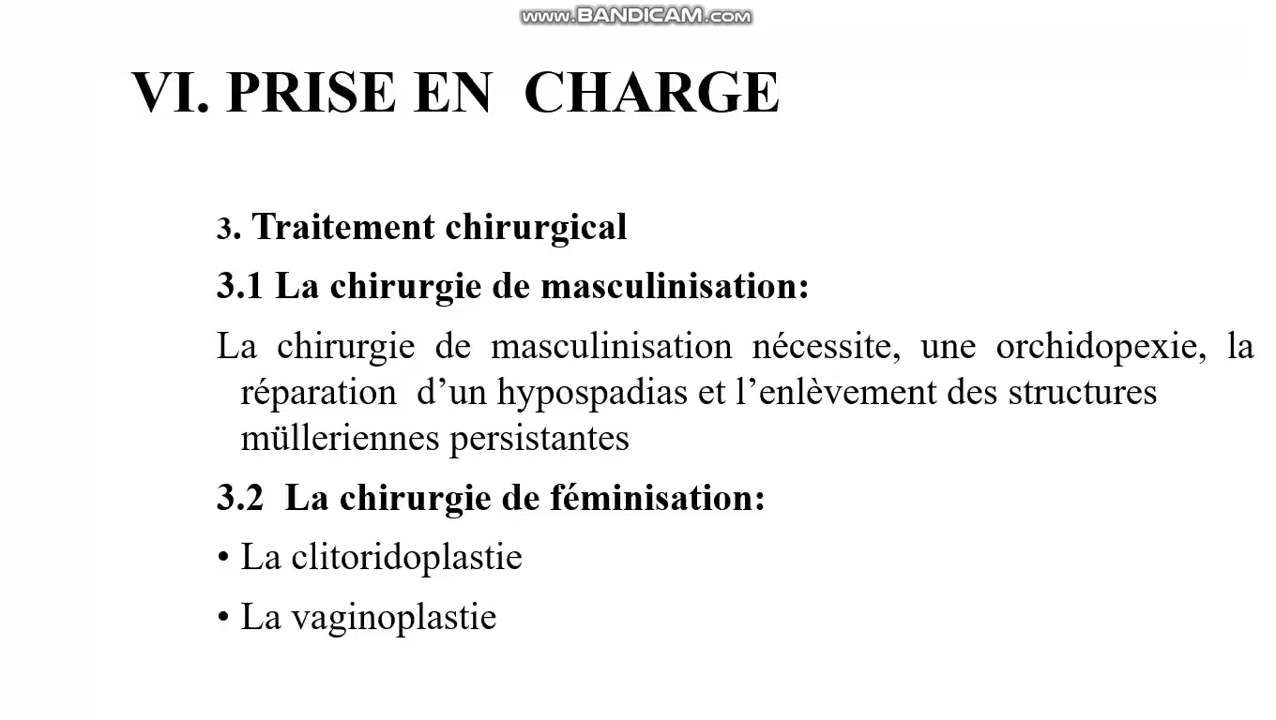 www.BANDICAM.com
VI. PRISE EN CHARGE
3. Traitement chirurgical
3.1 La chirurgie de masculinisation:
La chirurgie de masculinisation nécessite, une orchidopexie, la
réparation d’un hypospadias et l’enlèvement des structures
mülleriennes persistantes
3.2 La chirurgie de féminisation:
• La clitoridoplastie
• La vaginoplastie